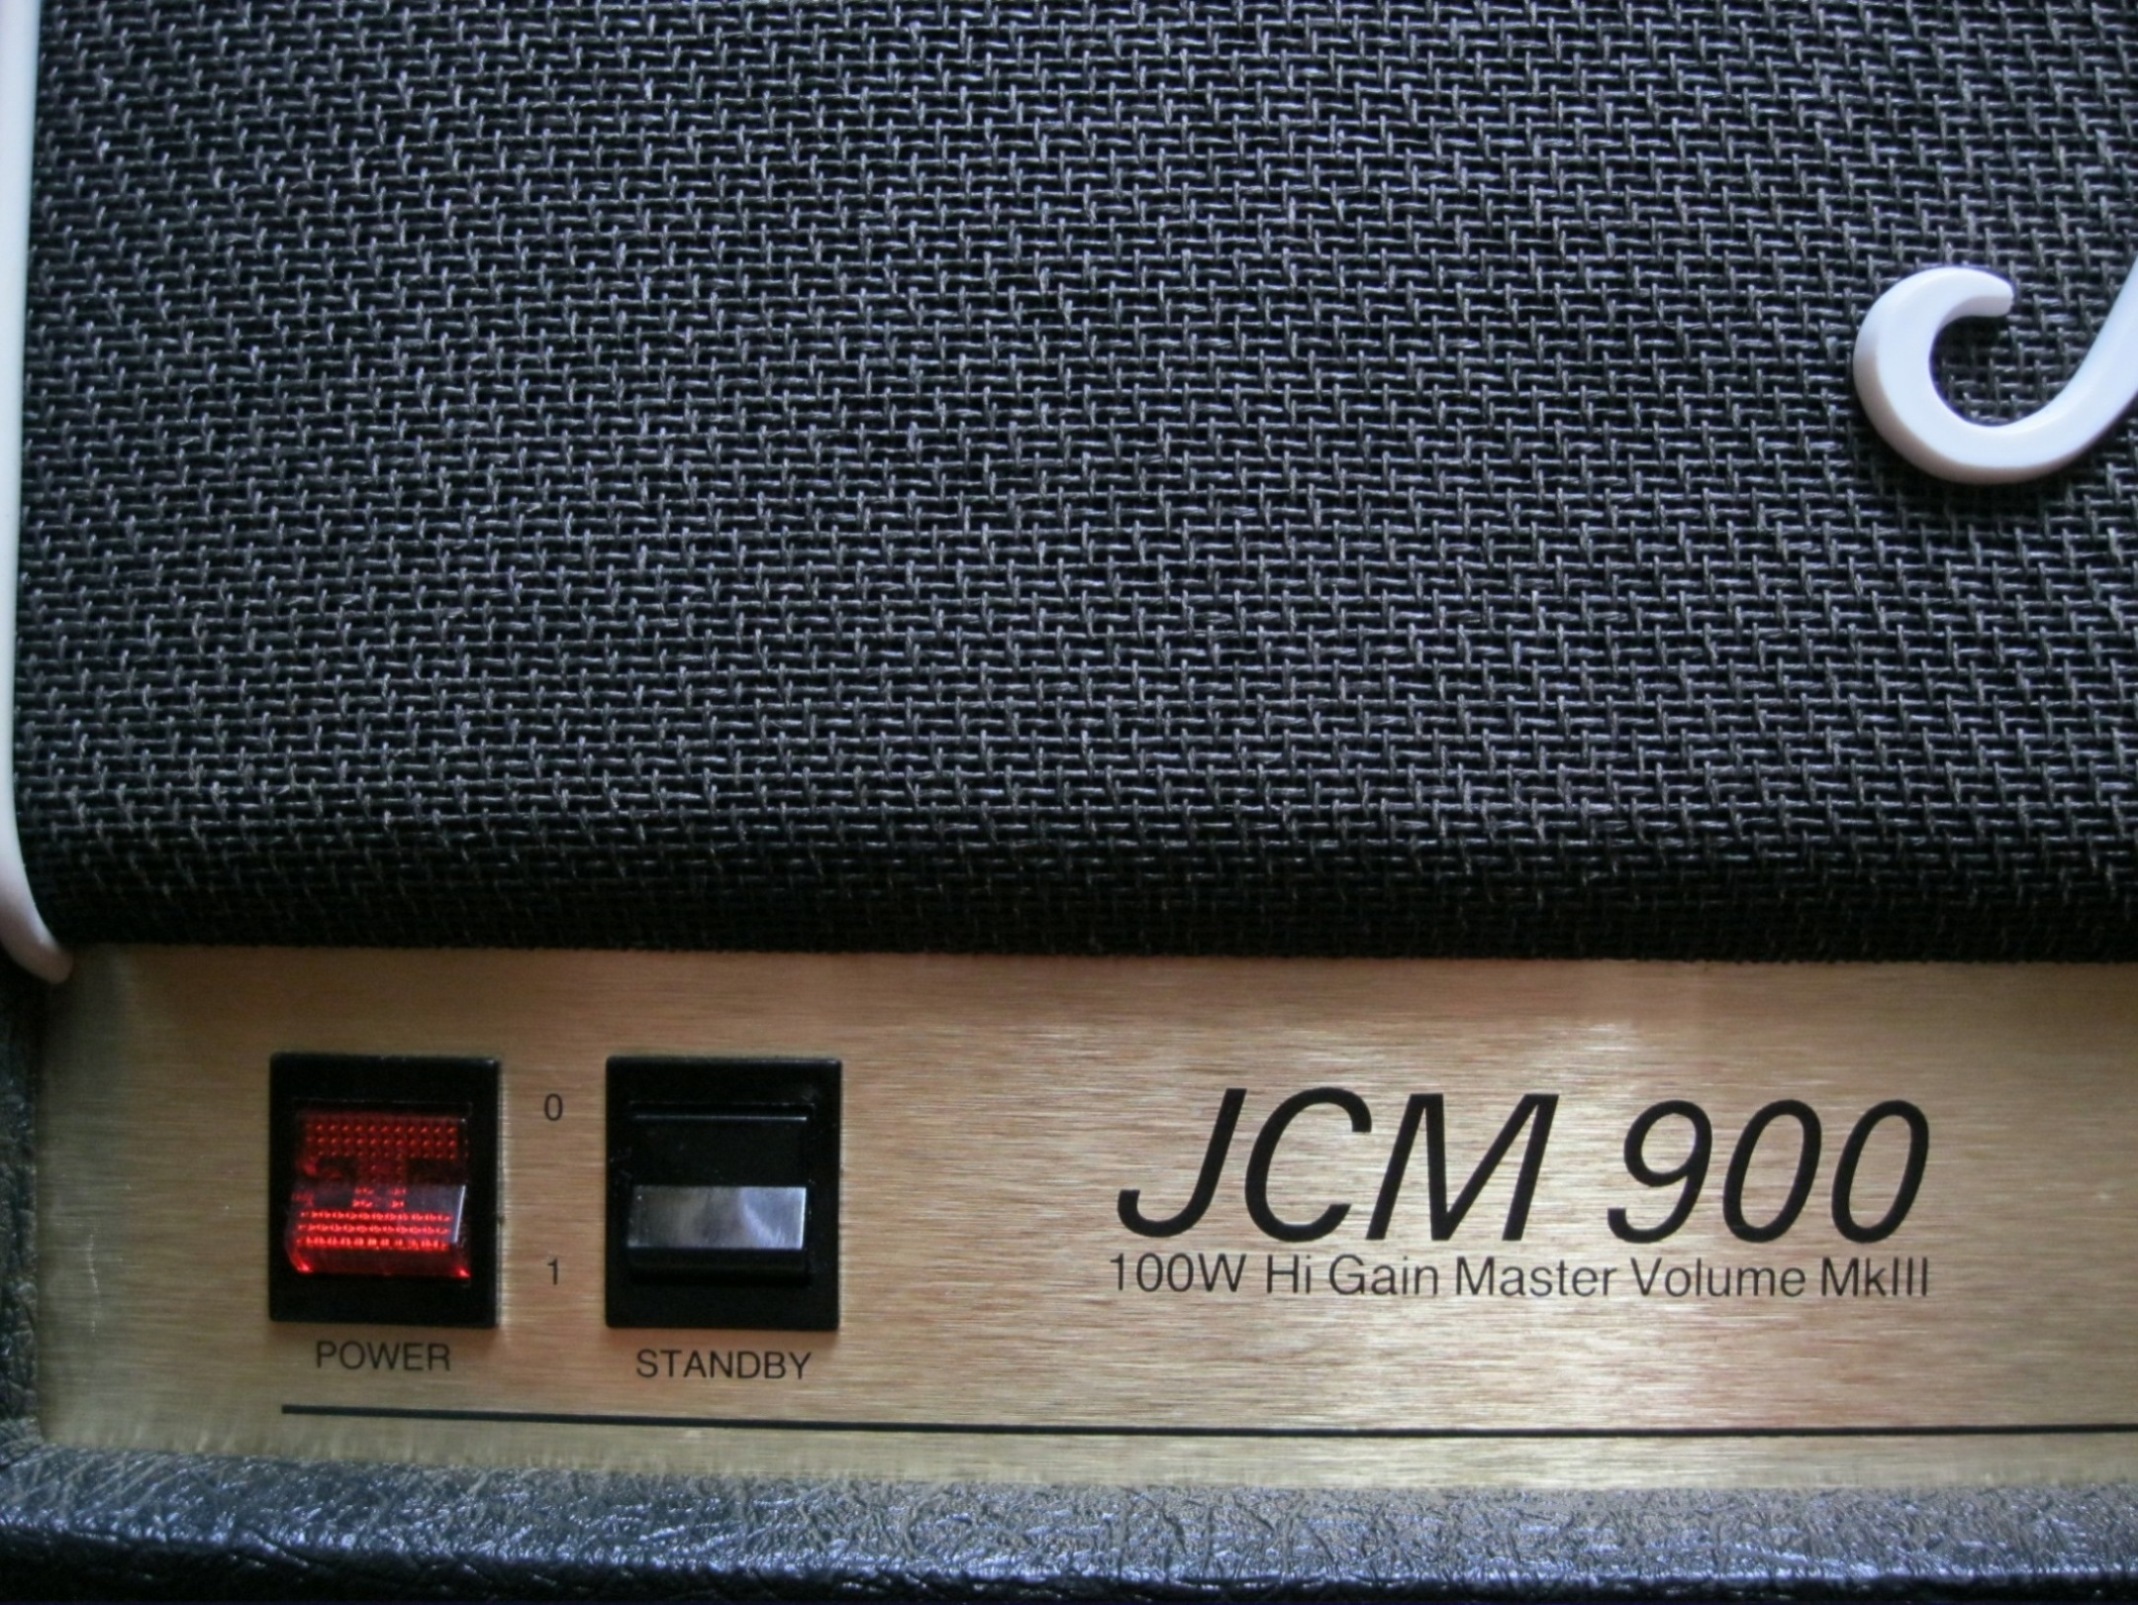 0
1
POWER
STANDBY
JCM 900
100W Hi Gain Master Volume MkIII